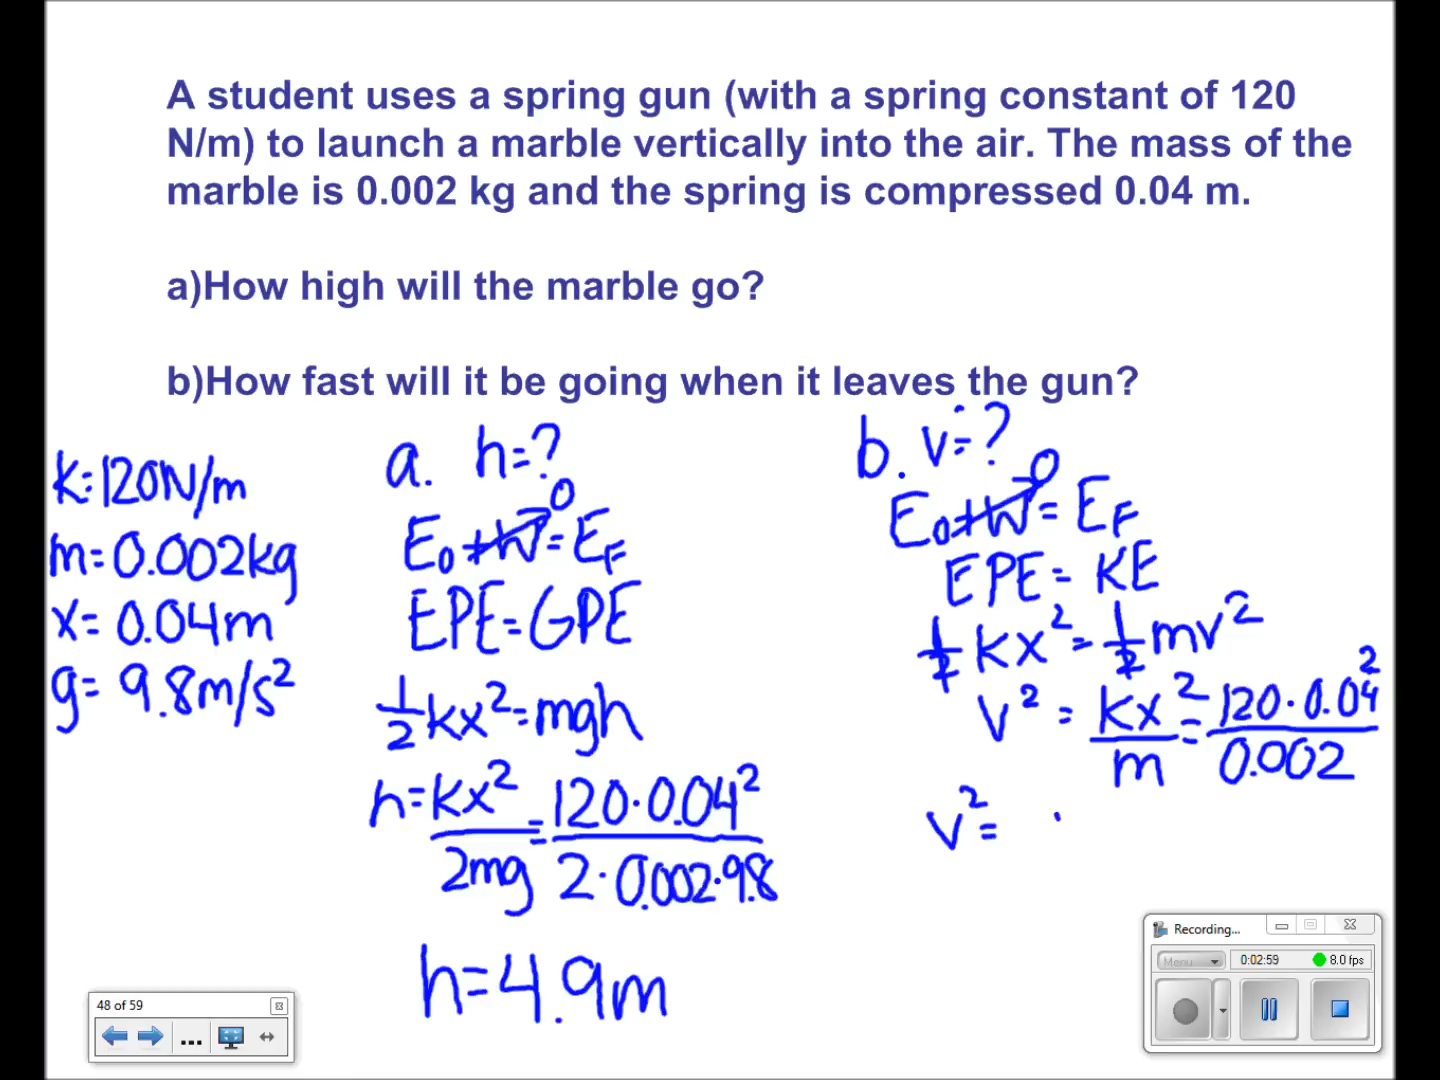 A student uses a spring gun (with a spring constant of 120
N/m) to launch a marble vertically into the air. The mass of the
marble is 0.002 kg and the spring is compressed 0.04 m.
a)How high will the marble go?
b)How fast will it be going when it leaves the gun?
k=120N/m
m=0.002kg
x=0.04m
g=9.8m/s²
a. h=?
0
E₀+W=E_F
EPE=GPE
½kx²=mgh
h=kx²/2mg=120·0.04²/2·0.002·9.8
h=4.9m
b. v=?
0
E₀+W=E_F
EPE=KE
½kx²=½mv²
v²=kx²/m=120·0.04²/0.002
v²=
Recording...
Menu
0:02:59
8.0 fps
48 of 59
...